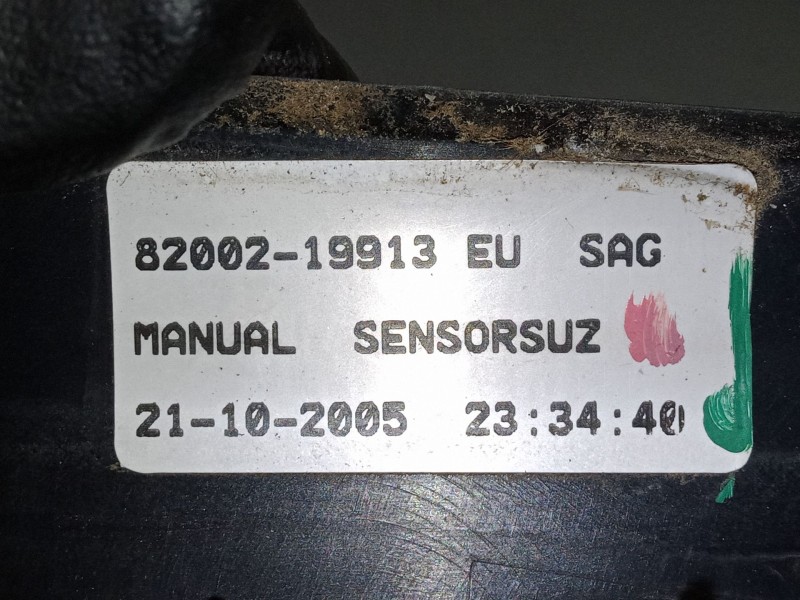 82002-19913 EU SAG
MANUAL SENSORSUZ
21-10-2005 23:34:40